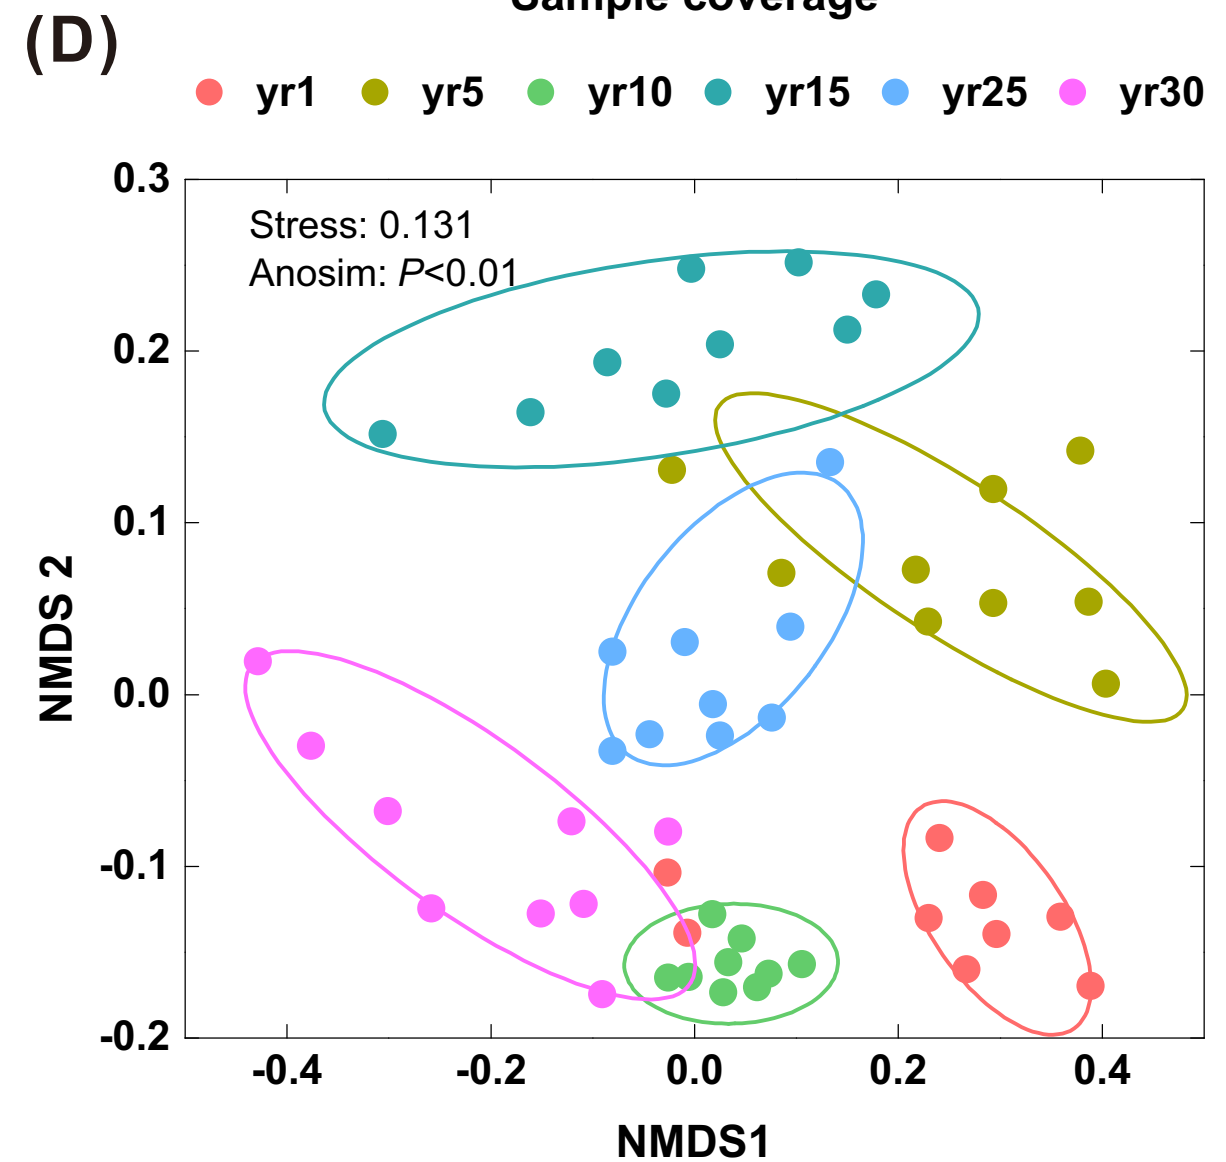 Sample coverage
(D)
yr1 yr5 yr10 yr15 yr25 yr30
0.3
Stress: 0.131
Anosim: P<0.01
0.2
0.1
0.0
-0.1
-0.2
NMDS 2
-0.4 -0.2 0.0 0.2 0.4
NMDS1